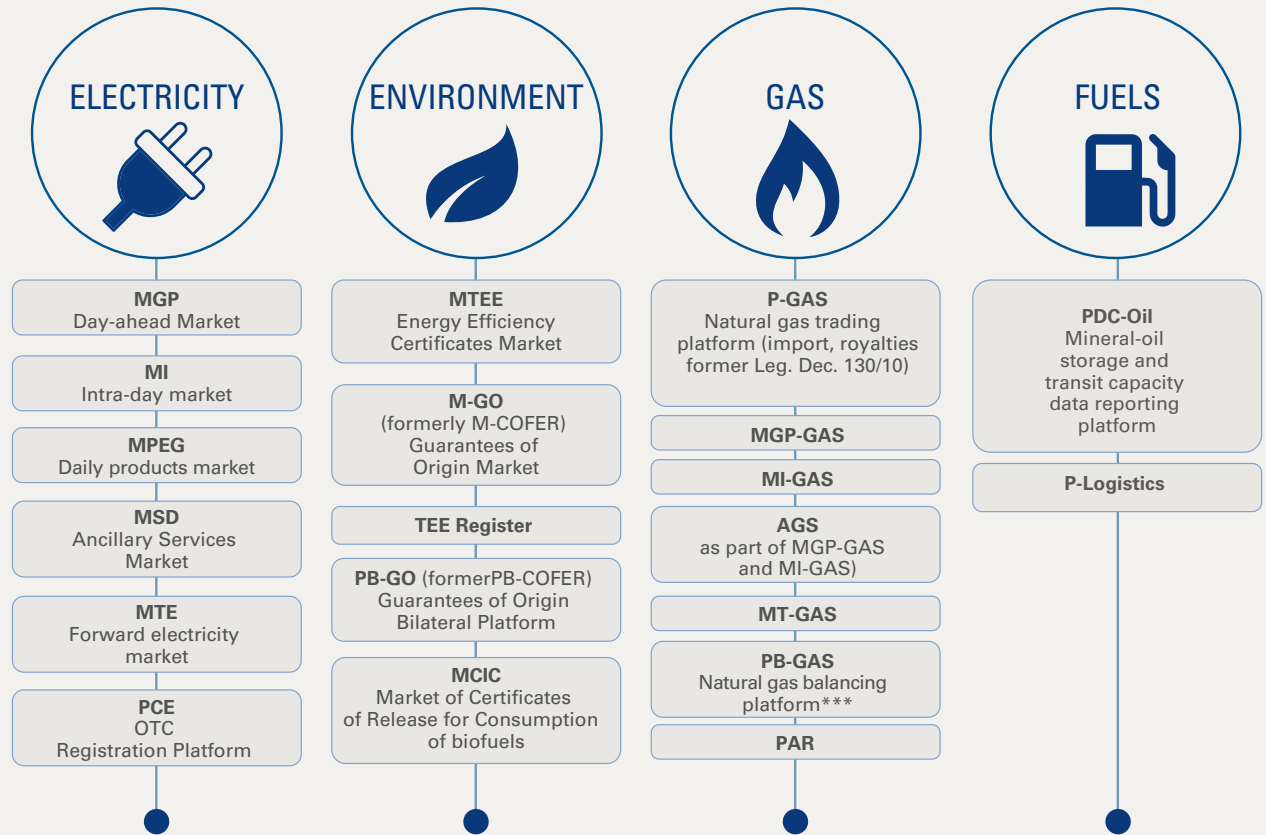 ELECTRICITY
MGP
Day-ahead Market
MI
Intra-day market
MPEG
Daily products market
MSD
Ancillary Services
Market
MTE
Forward electricity
market
PCE
OTC
Registration Platform
ENVIRONMENT
MTEE
Energy Efficiency
Certificates Market
M-GO
(formerly M-COFER)
Guarantees of
Origin Market
TEE Register
PB-GO (formerPB-COFER)
Guarantees of Origin
Bilateral Platform
MCIC
Market of Certificates
of Release for Consumption
of biofuels
GAS
P-GAS
Natural gas trading
platform (import, royalties
former Leg. Dec. 130/10)
MGP-GAS
MI-GAS
AGS
as part of MGP-GAS
and MI-GAS)
MT-GAS
PB-GAS
Natural gas balancing
platform***
PAR
FUELS
PDC-Oil
Mineral-oil
storage and
transit capacity
data reporting
platform
P-Logistics